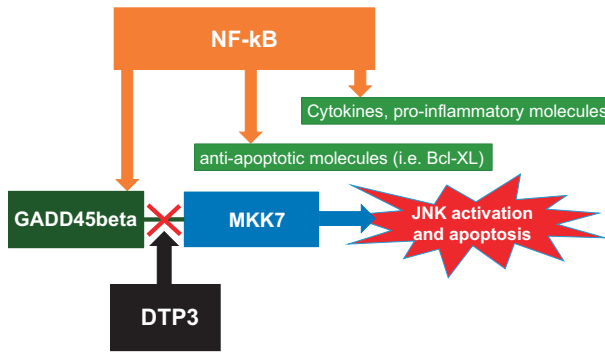 NF-kB
Cytokines, pro-inflammatory molecules
anti-apoptotic molecules (i.e. Bcl-XL)
GADD45beta
MKK7
JNK activation
and apoptosis
DTP3